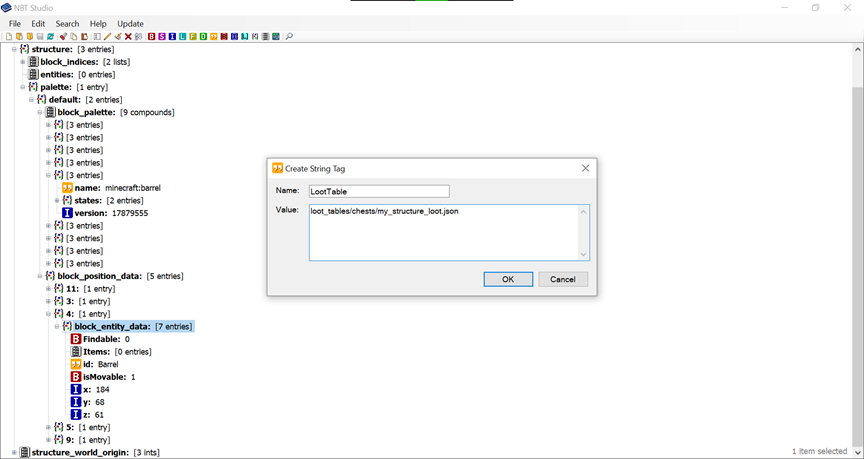 NBT Studio
File Edit Search Help Update
structure: [3 entries]
block_indices: [2 lists]
entities: [0 entries]
palette: [1 entry]
default: [2 entries]
block_palette: [9 compounds]
[3 entries]
[3 entries]
[3 entries]
[3 entries]
[3 entries]
name: minecraft:barrel
states: [2 entries]
version: 17879555
[3 entries]
[3 entries]
[3 entries]
[3 entries]
block_position_data: [5 entries]
11: [1 entry]
3: [1 entry]
4: [1 entry]
block_entity_data: [7 entries]
Findable: 0
Items: [0 entries]
id: Barrel
isMovable: 1
x: 184
y: 68
z: 61
5: [1 entry]
9: [1 entry]
structure_world_origin: [3 ints]
Create String Tag
Name: LootTable
Value: loot_tables/chests/my_structure_loot.json
OK Cancel
1 item selected